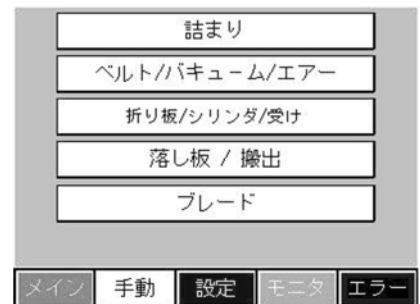 詰まり
ベルト/バキューム/エアー
折り板/シリンダ/受け
落し板 / 搬出
ブレード
メイン 手動 設定 モニタ エラー